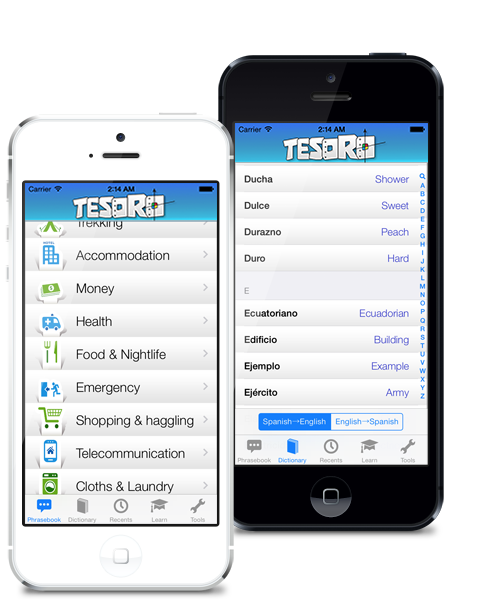 Carrier 2:14 AM
TESORO
Trekking
HOTEL
Accommodation
Money
Health
Food & Nightlife
Emergency
Shopping & haggling
Telecommunication
Cloths & Laundry
Phrasebook Dictionary Recents Learn Tools
Carrier 2:14 AM
TESORO
Ducha Shower
Dulce Sweet
Durazno Peach
Duro Hard
E
Ecuatoriano Ecuadorian
Edificio Building
Ejemplo Example
Ejército Army
A
B
C
D
E
F
G
H
I
J
K
L
M
N
O
P
Q
R
S
T
U
V
W
X
Y
Z
Spanish→English English→Spanish
Phrasebook Dictionary Recents Learn Tools